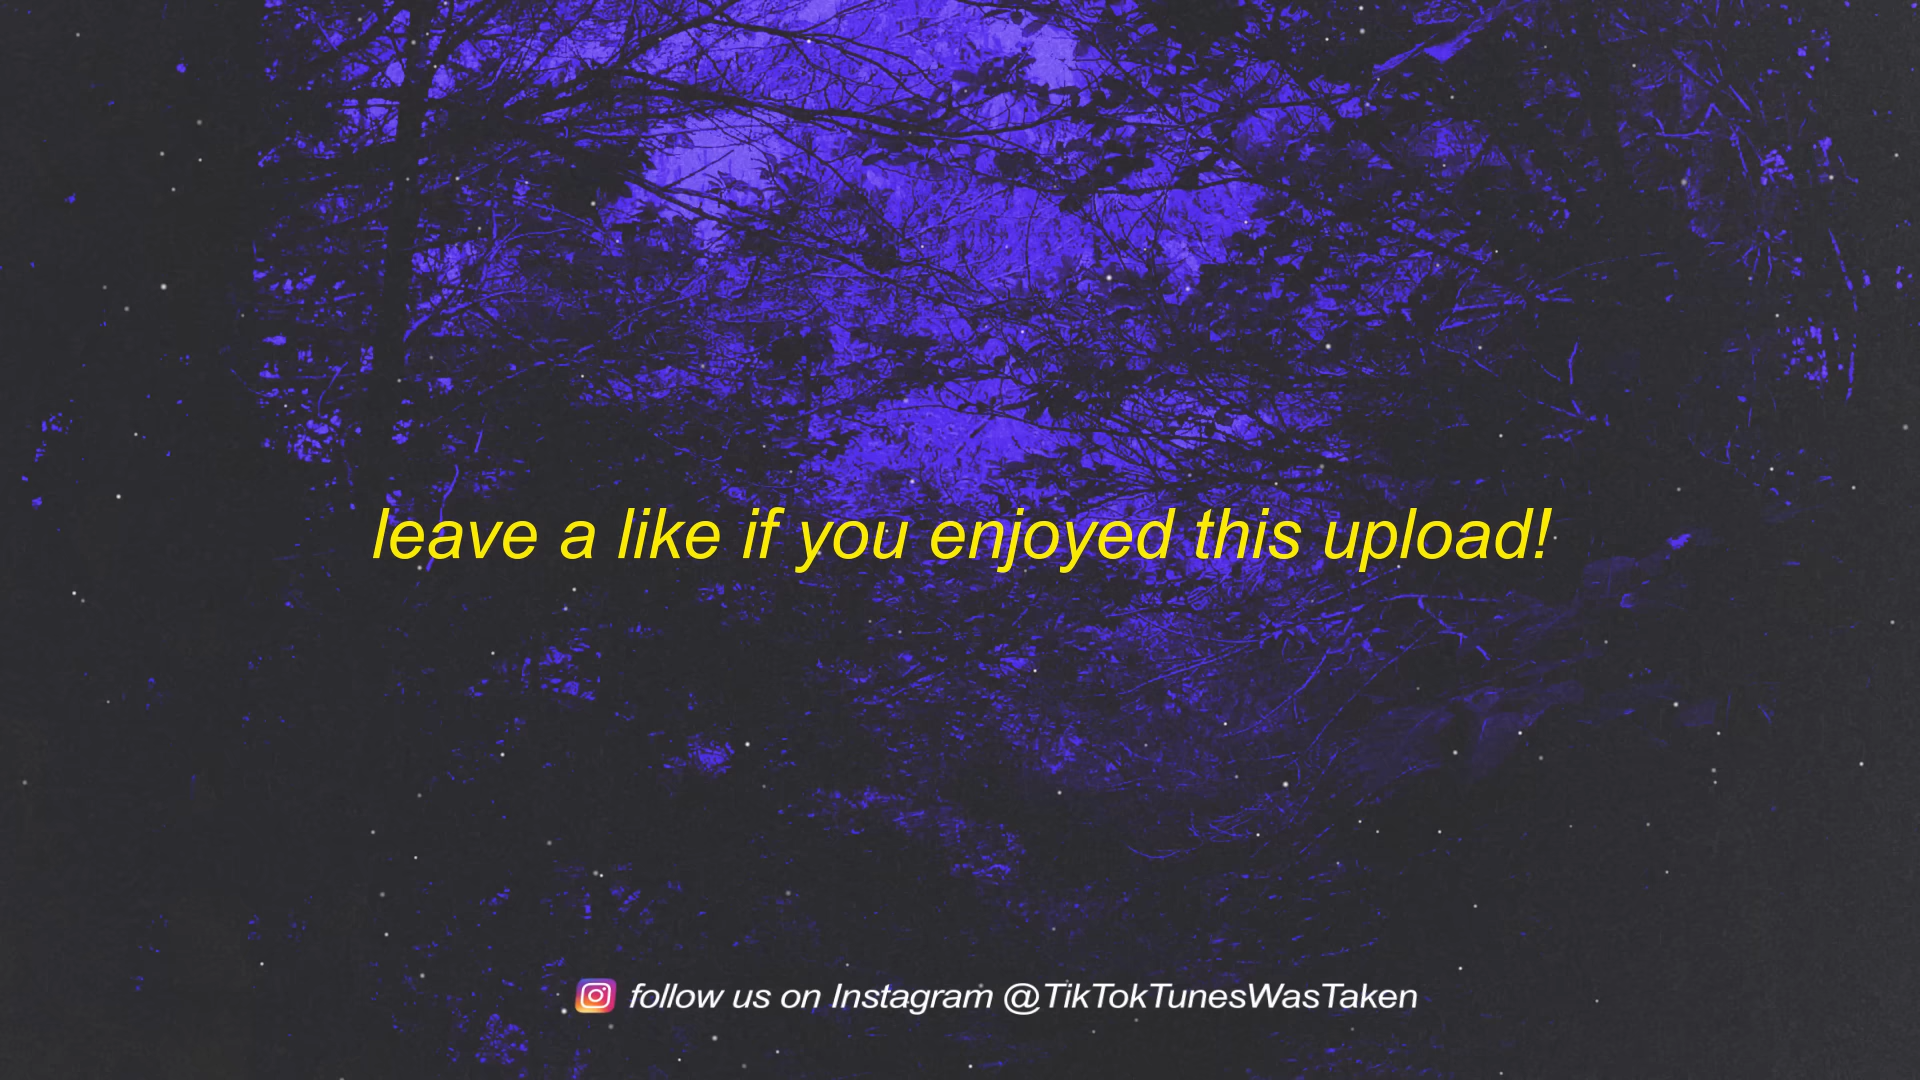 leave a like if you enjoyed this upload!
follow us on Instagram @TikTokTunesWasTaken